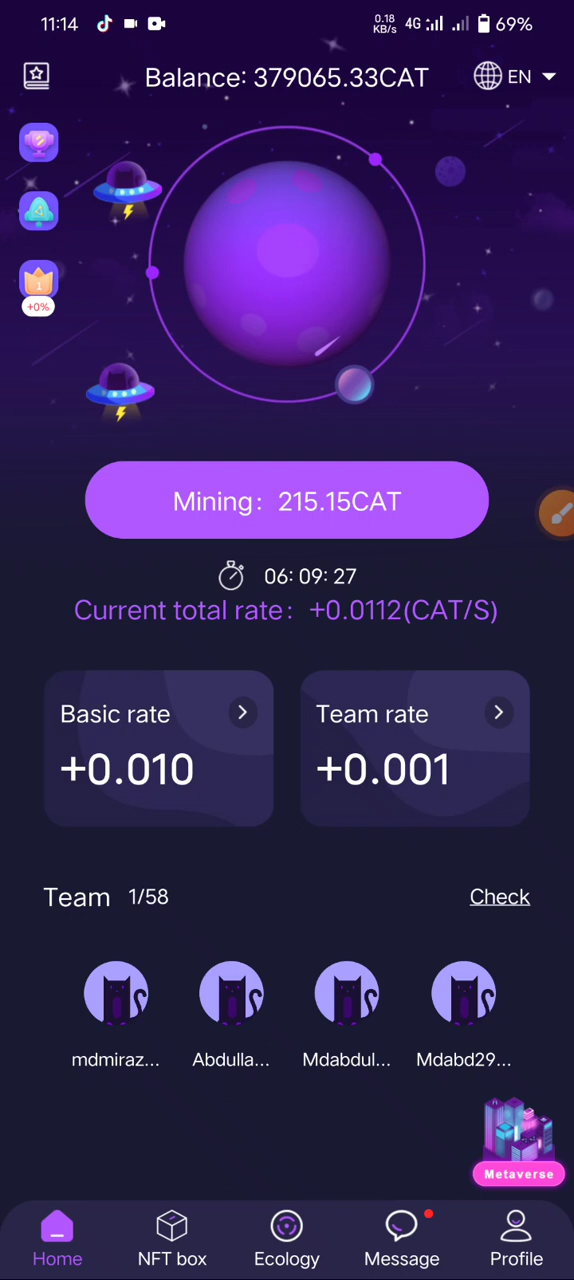 11:14
0.18 KB/s
4G
69%
Balance: 379065.33CAT
EN
1
+0%
Mining: 215.15CAT
06: 09: 27
Current total rate: +0.0112(CAT/S)
Basic rate
Team rate
+0.010
+0.001
Team 1/58
Check
mdmiraz...
Abdulla...
Mdabdul...
Mdabd29...
Metaverse
Home
NFT box
Ecology
Message
Profile